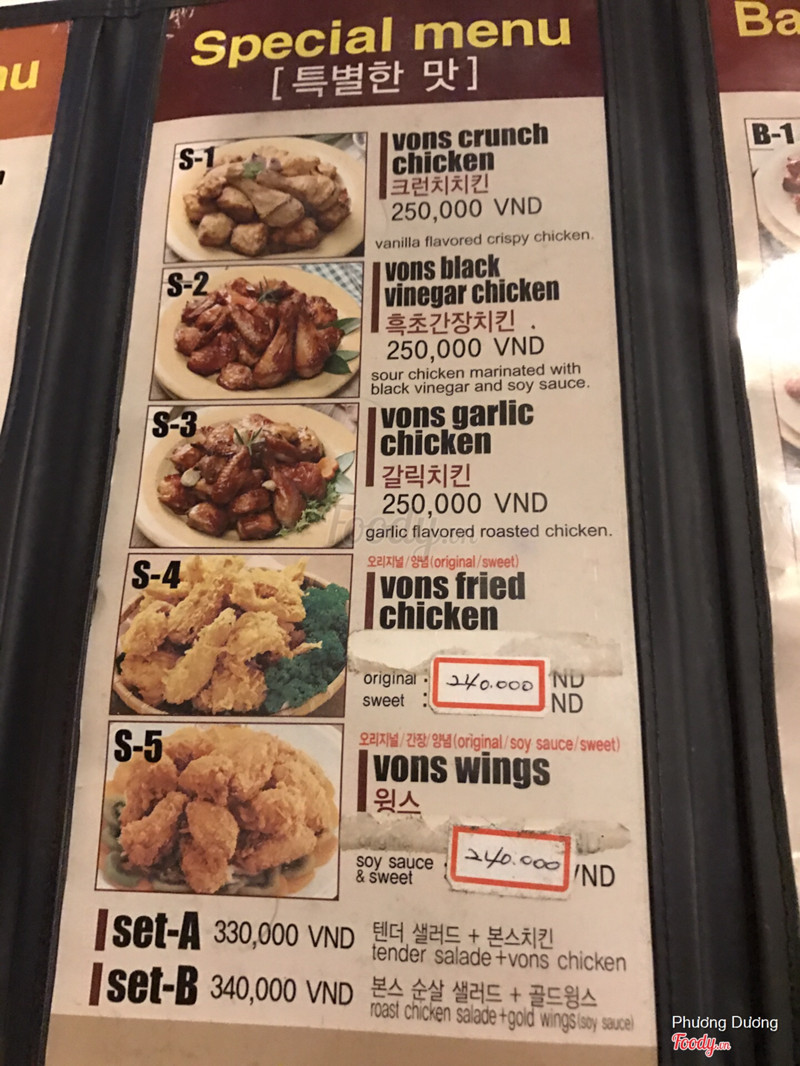 nu
Special menu
[특별한 맛]
Ba
S-1
vons crunch
chicken
크런치치킨
250,000 VND
vanilla flavored crispy chicken.
B-1
S-2
vons black
vinegar chicken
흑초간장치킨
250,000 VND
sour chicken marinated with
black vinegar and soy sauce.
S-3
vons garlic
chicken
갈릭치킨
250,000 VND
garlic flavored roasted chicken.
Foody.vn
S-4
오리지널/양념(original/sweet)
vons fried
chicken
original : 240.000 ND
sweet : ND
S-5
오리지널/간장/양념(original/soy sauce/sweet)
vons wings
윙스
soy sauce
& sweet : 240.000 VND
set-A 330,000 VND 텐더 샐러드 + 본스치킨
tender salade+vons chicken
set-B 340,000 VND 본스 순살 샐러드 + 골드윙스
roast chicken salade+gold wings(soy sauce)
Phương Dương
Foody.vn